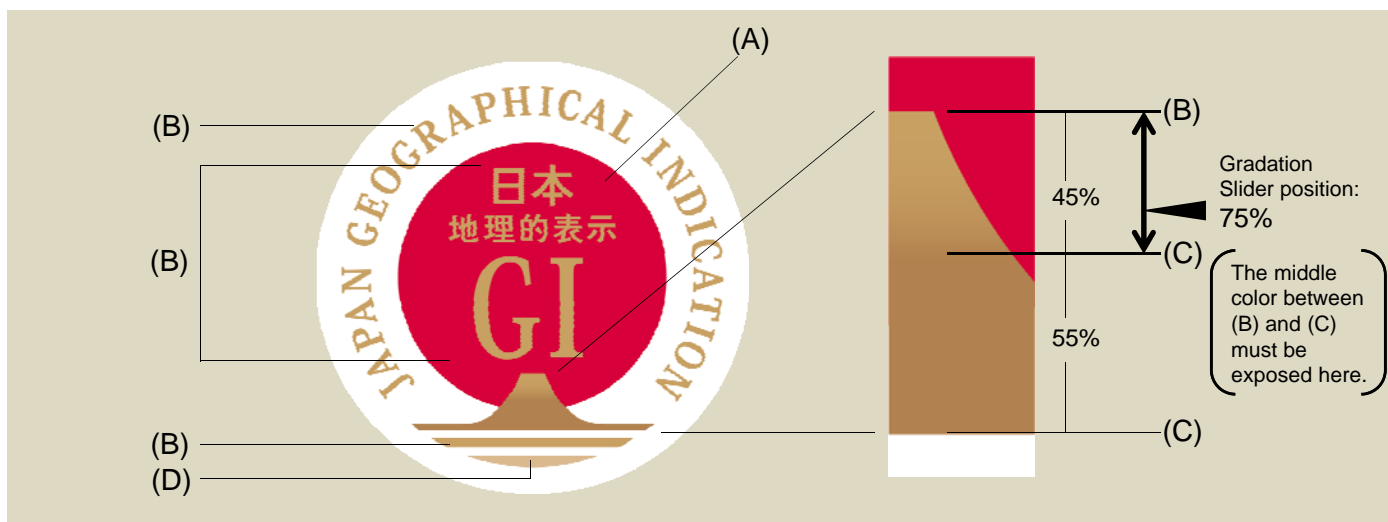 (A)
(B)
(B)
(B)
(D)
JAPAN GEOGRAPHICAL INDICATION
日本
地理的表示
GI
(B)
45%
(C)
55%
(C)
Gradation
Slider position:
75%
The middle
color between
(B) and (C)
must be
exposed here.